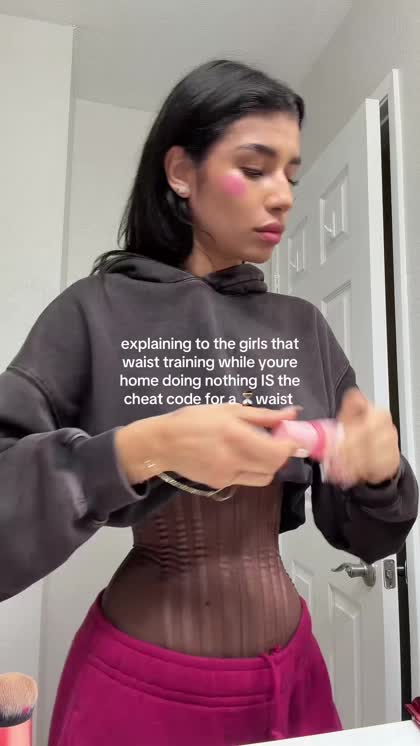 explaining to the girls that
waist training while youre
home doing nothing IS the
cheat code for a ⏳ waist